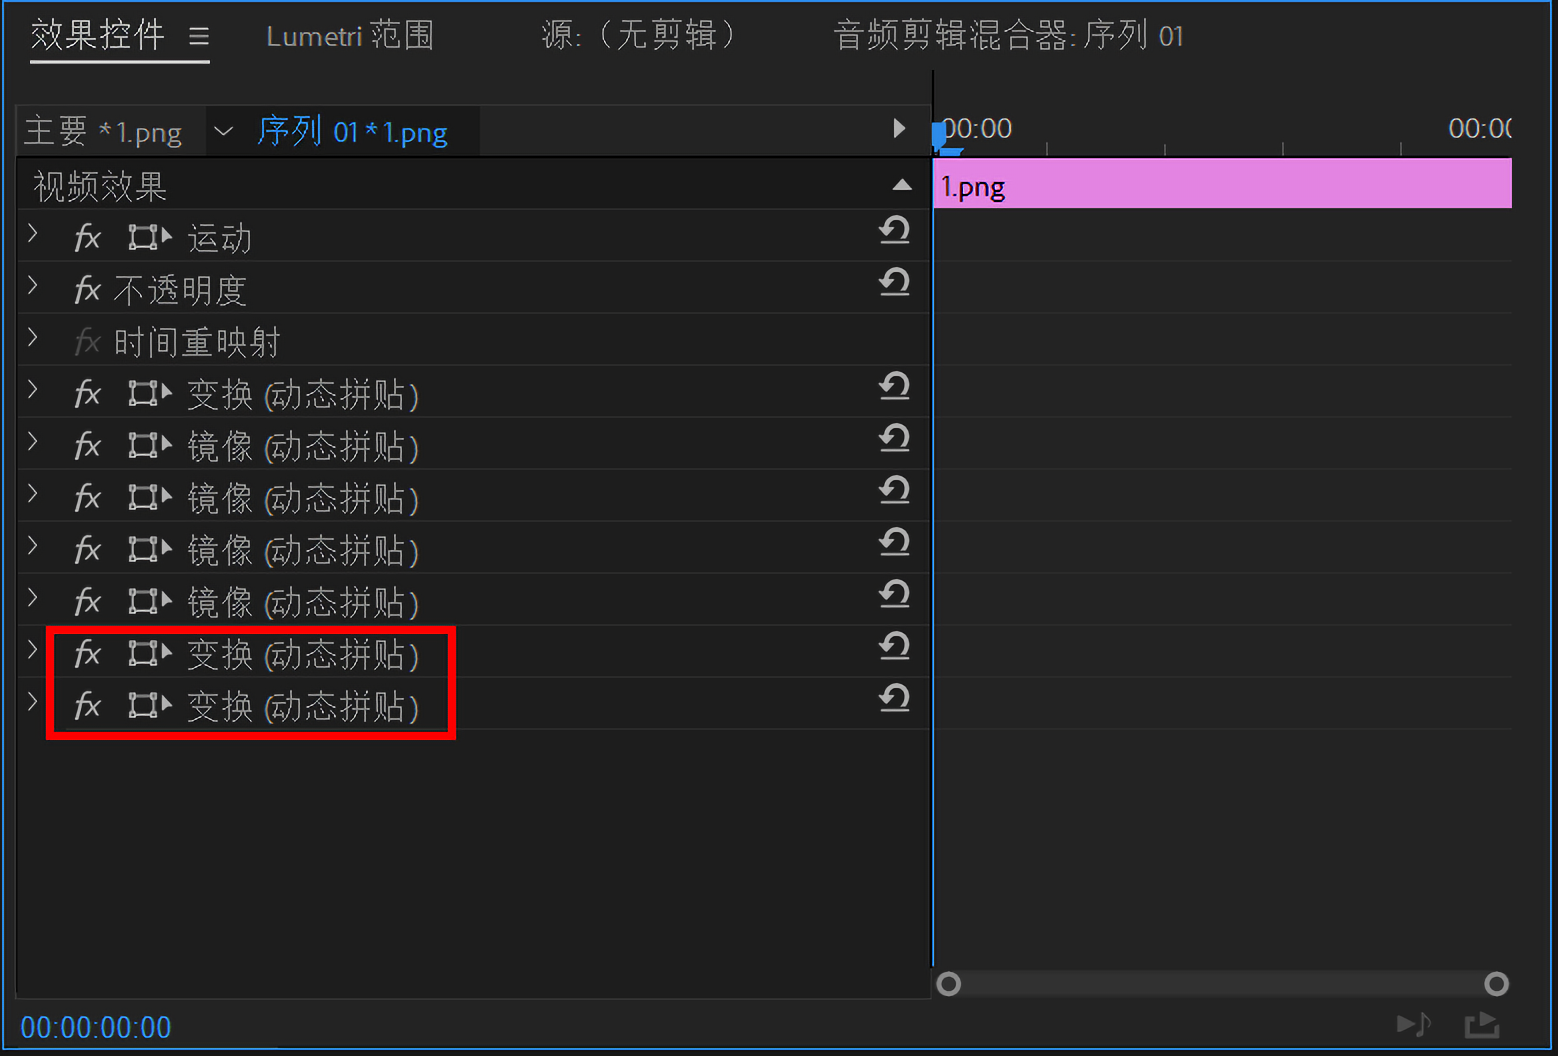 效果控件 Lumetri 范围 源:（无剪辑） 音频剪辑混合器: 序列 01
主要 *1.png 序列 01*1.png 00:00 00:0
视频效果 1.png
fx 运动
fx 不透明度
fx 时间重映射
fx 变换 (动态拼贴)
fx 镜像 (动态拼贴)
fx 镜像 (动态拼贴)
fx 镜像 (动态拼贴)
fx 镜像 (动态拼贴)
fx 变换 (动态拼贴)
fx 变换 (动态拼贴)
00:00:00:00